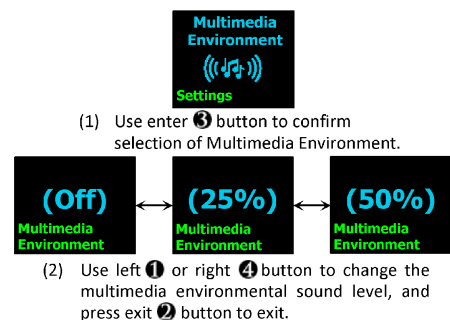 Multimedia
Environment
Settings
(1) Use enter ❸ button to confirm
selection of Multimedia Environment.
(Off) (25%) (50%)
Multimedia Multimedia Multimedia
Environment Environment Environment
(2) Use left ❶ or right ❹ button to change the
multimedia environmental sound level, and
press exit ❷ button to exit.